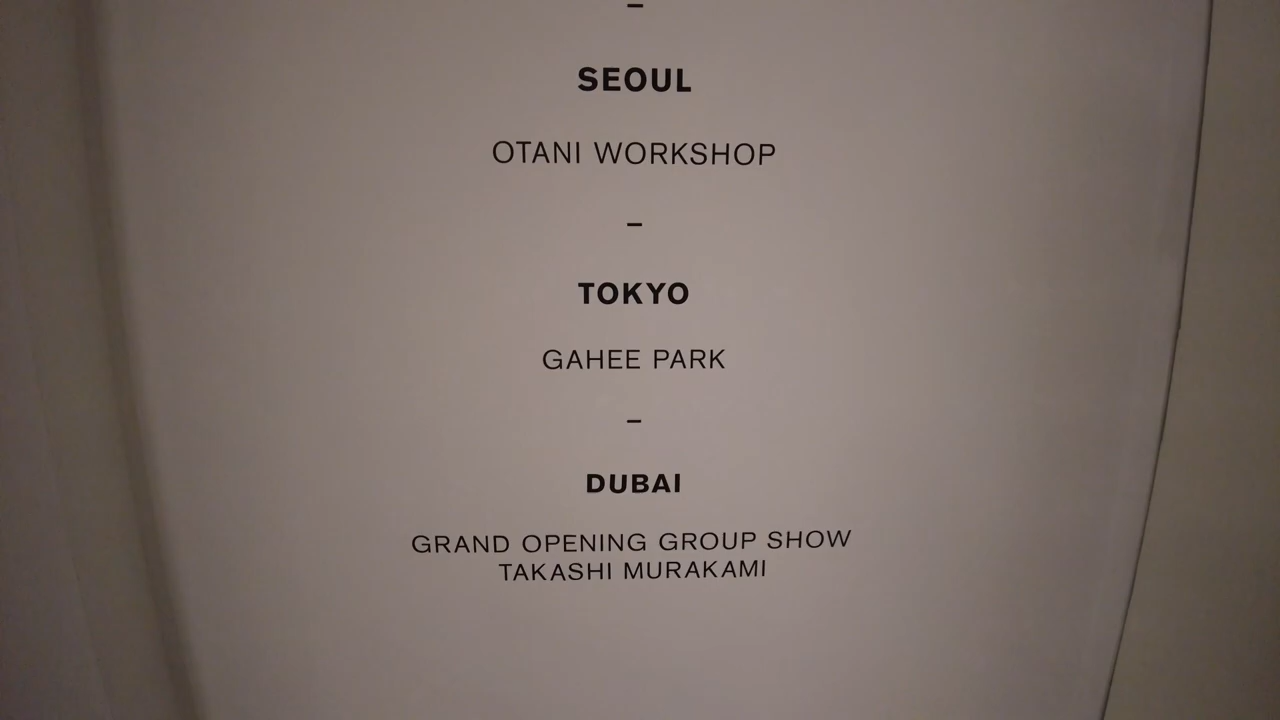 –
SEOUL
OTANI WORKSHOP
–
TOKYO
GAHEE PARK
–
DUBAI
GRAND OPENING GROUP SHOW
TAKASHI MURAKAMI